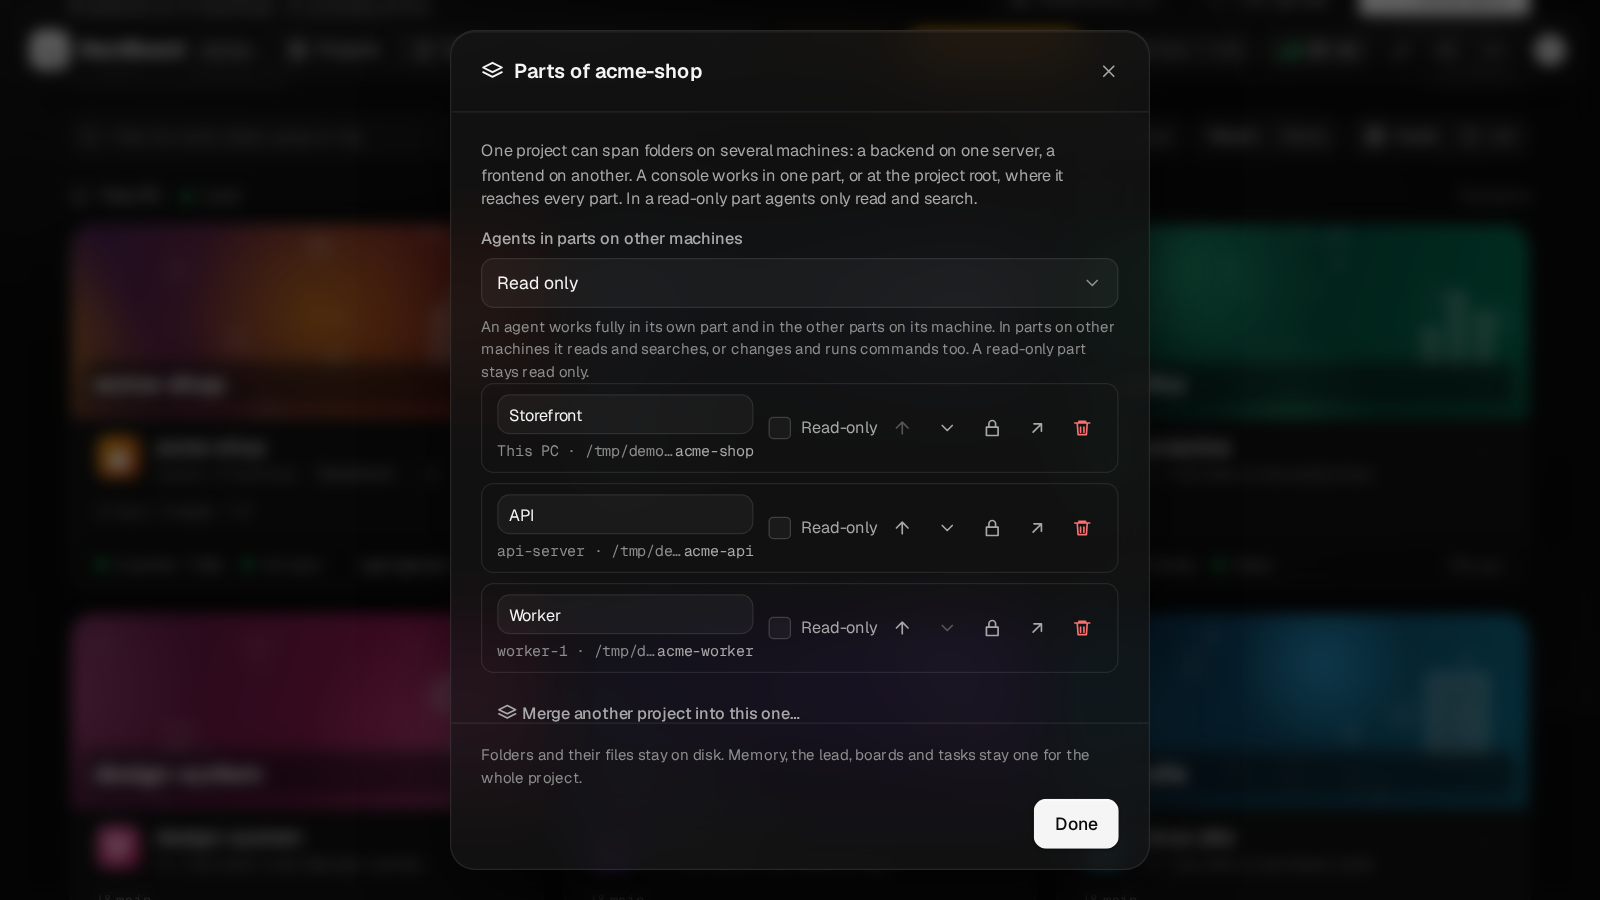 Parts of acme-shop
One project can span folders on several machines: a backend on one server, a
frontend on another. A console works in one part, or at the project root, where it
reaches every part. In a read-only part agents only read and search.
Agents in parts on other machines
Read only
An agent works fully in its own part and in the other parts on its machine. In parts on other
machines it reads and searches, or changes and runs commands too. A read-only part
stays read only.
Storefront
Read-only
This PC · /tmp/demo…acme-shop
API
Read-only
api-server · /tmp/de…acme-api
Worker
Read-only
worker-1 · /tmp/d…acme-worker
Merge another project into this one…
Folders and their files stay on disk. Memory, the lead, boards and tasks stay one for the
whole project.
Done